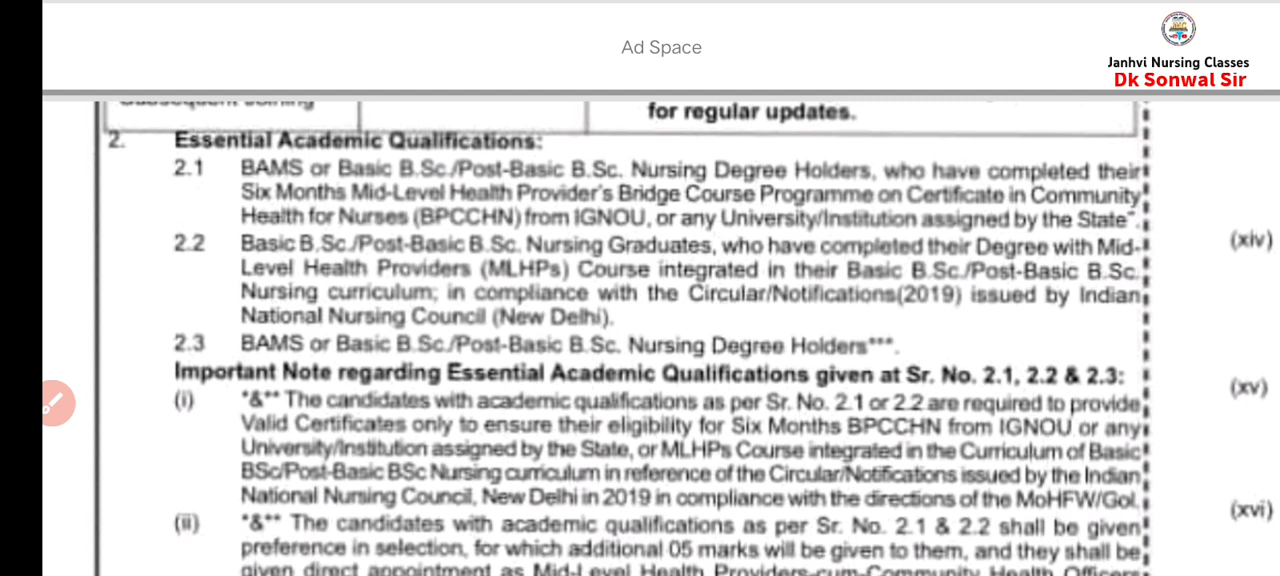 Ad Space
Janhvi Nursing Classes
Dk Sonwal Sir
for regular updates.
2. Essential Academic Qualifications:
2.1 BAMS or Basic B.Sc./Post-Basic B.Sc. Nursing Degree Holders, who have completed their
Six Months Mid-Level Health Provider's Bridge Course Programme on Certificate in Community
Health for Nurses (BPCCHN) from IGNOU, or any University/Institution assigned by the State*.
2.2 Basic B.Sc./Post-Basic B.Sc. Nursing Graduates, who have completed their Degree with Mid-
Level Health Providers (MLHPs) Course integrated in their Basic B.Sc./Post-Basic B.Sc.
Nursing curriculum; in compliance with the Circular/Notifications(2019) issued by Indian
National Nursing Council (New Delhi).
2.3 BAMS or Basic B.Sc./Post-Basic B.Sc. Nursing Degree Holders***.
Important Note regarding Essential Academic Qualifications given at Sr. No. 2.1, 2.2 & 2.3:
(i) *&** The candidates with academic qualifications as per Sr. No. 2.1 or 2.2 are required to provide
Valid Certificates only to ensure their eligibility for Six Months BPCCHN from IGNOU or any
University/Institution assigned by the State, or MLHPs Course integrated in the Curriculum of Basic
BSc/Post-Basic BSc Nursing curriculum in reference of the Circular/Notifications issued by the Indian
National Nursing Council, New Delhi in 2019 in compliance with the directions of the MoHFW/GoI.
(ii) *&** The candidates with academic qualifications as per Sr. No. 2.1 & 2.2 shall be given
preference in selection, for which additional 05 marks will be given to them, and they shall be
given direct appointment as Mid-Level Health Providers-cum-Community Health Officers
(xiv)
(xv)
(xvi)